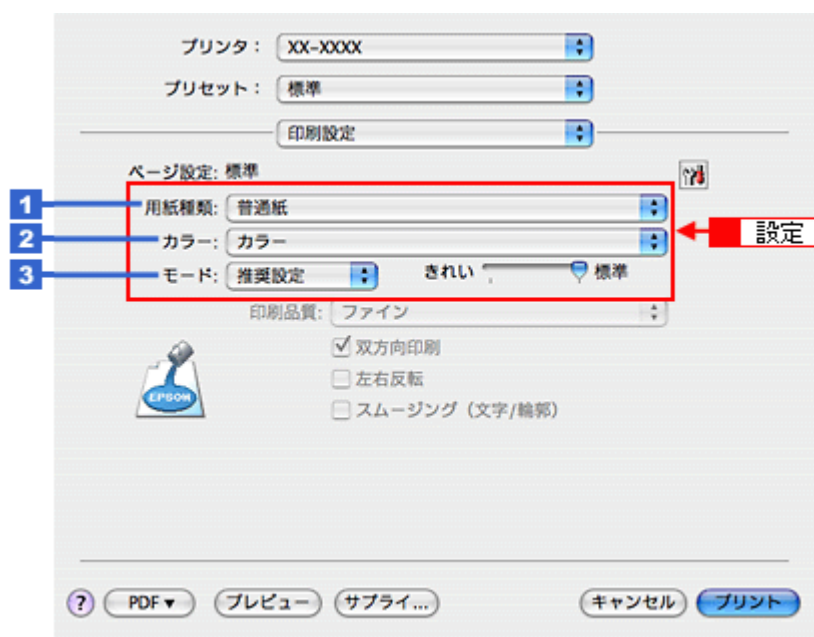 プリンタ： XX-XXXX
プリセット： 標準
印刷設定
ページ設定: 標準
1 用紙種類: 普通紙
設定
2 カラー: カラー
3 モード: 推奨設定 きれい 標準
印刷品質: ファイン
双方向印刷
左右反転
スムージング（文字/輪郭）
EPSON
? PDF▼ プレビュー サプライ... キャンセル プリント